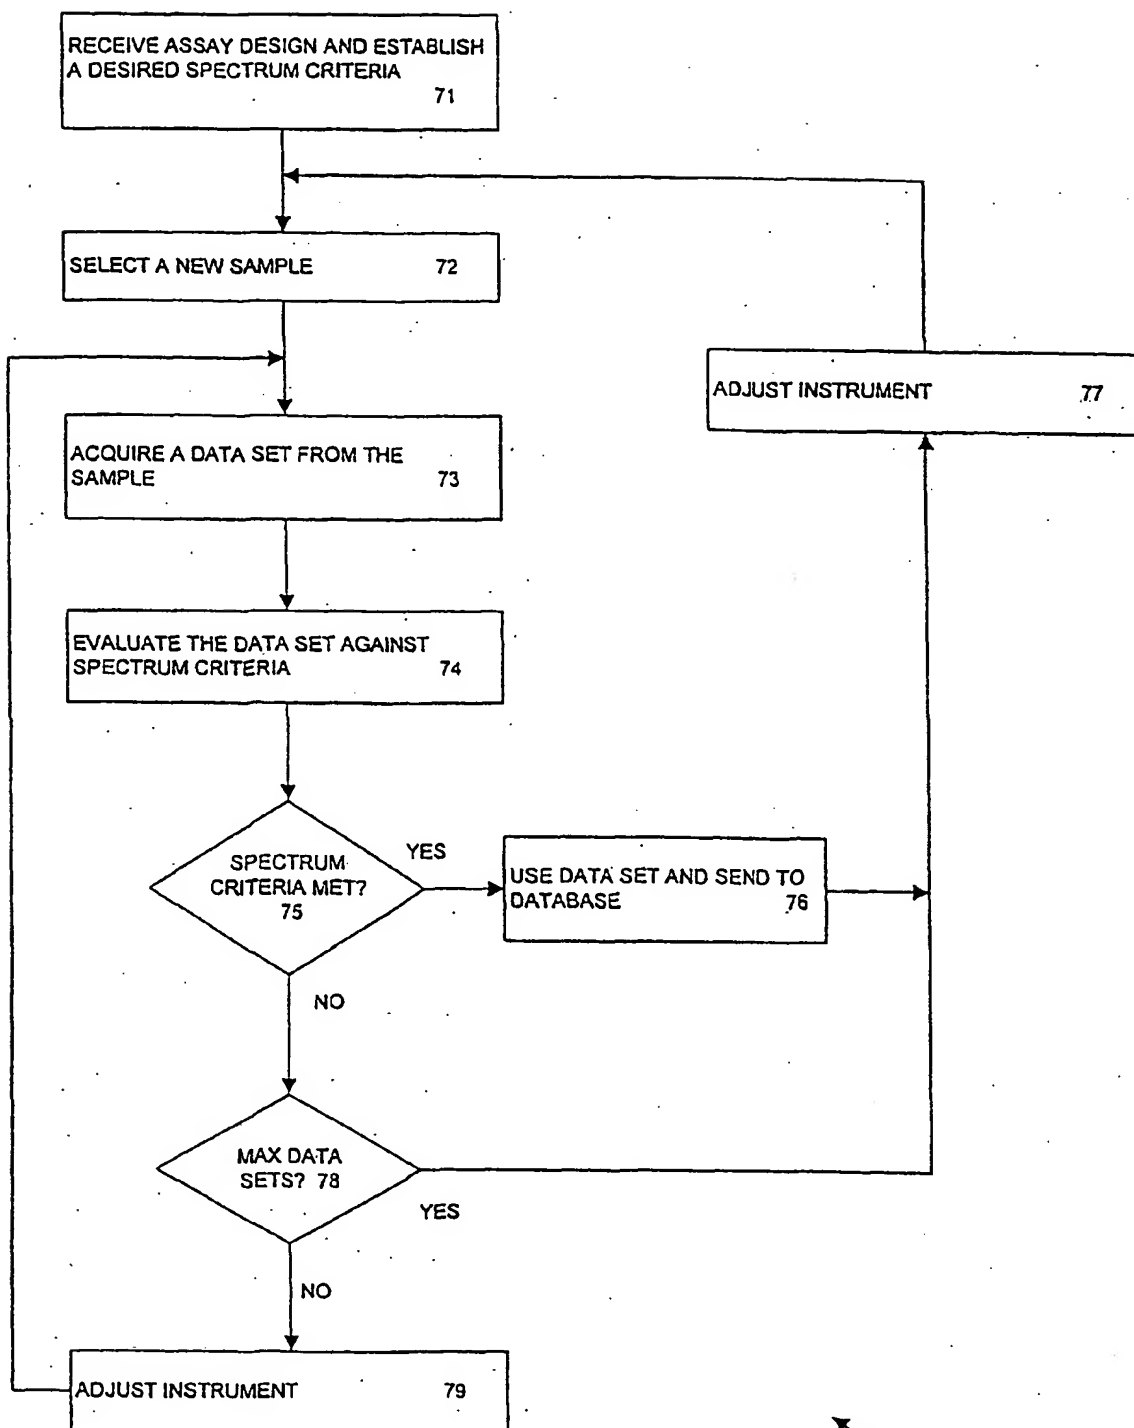 RECEIVE ASSAY DESIGN AND ESTABLISH
A DESIRED SPECTRUM CRITERIA
71
SELECT A NEW SAMPLE 72
ADJUST INSTRUMENT 77
ACQUIRE A DATA SET FROM THE
SAMPLE 73
EVALUATE THE DATA SET AGAINST
SPECTRUM CRITERIA 74
SPECTRUM
CRITERIA MET?
75
YES
USE DATA SET AND SEND TO
DATABASE 76
NO
MAX DATA
SETS? 78
YES
NO
ADJUST INSTRUMENT 79